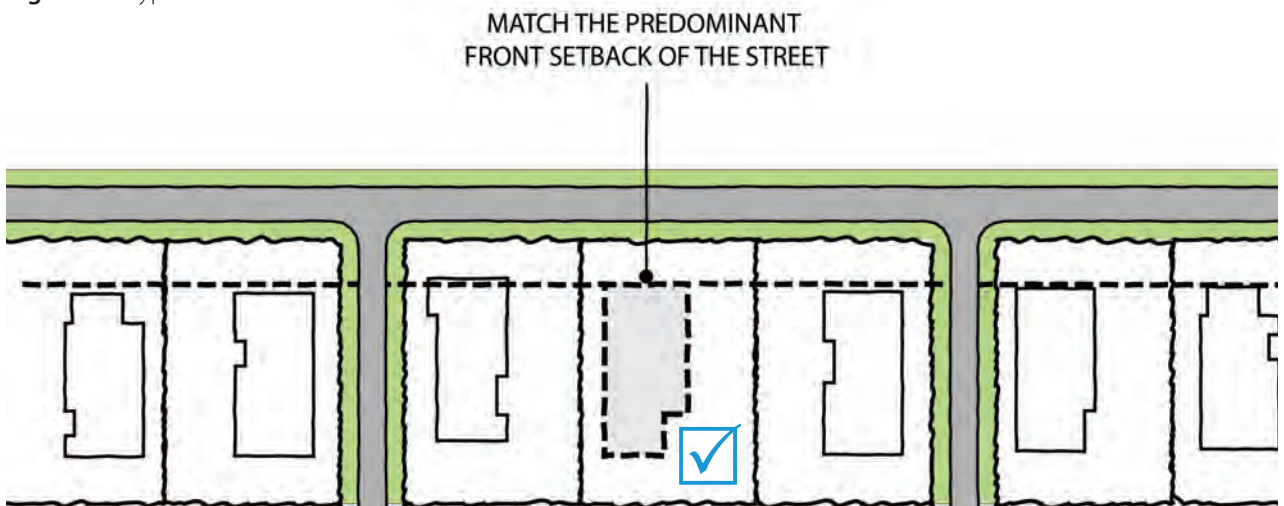 MATCH THE PREDOMINANT
FRONT SETBACK OF THE STREET